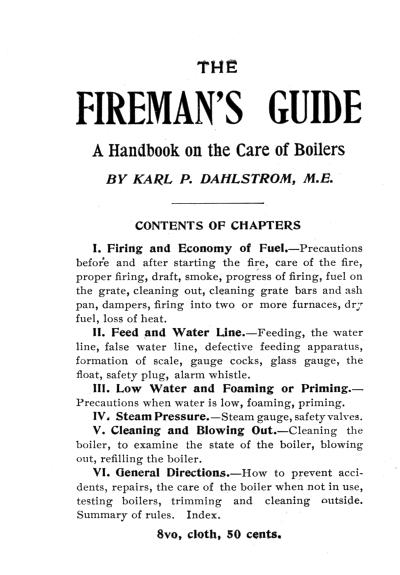 THE
FIREMAN'S GUIDE
A Handbook on the Care of Boilers
BY KARL P. DAHLSTROM, M.E.
CONTENTS OF CHAPTERS
I. Firing and Economy of Fuel.—Precautions
before and after starting the fire, care of the fire,
proper firing, draft, smoke, progress of firing, fuel on
the grate, cleaning out, cleaning grate bars and ash
pan, dampers, firing into two or more furnaces, dry
fuel, loss of heat.
II. Feed and Water Line.—Feeding, the water
line, false water line, defective feeding apparatus,
formation of scale, gauge cocks, glass gauge, the
float, safety plug, alarm whistle.
III. Low Water and Foaming or Priming.—
Precautions when water is low, foaming, priming.
IV. Steam Pressure.—Steam gauge, safety valves.
V. Cleaning and Blowing Out.—Cleaning the
boiler, to examine the state of the boiler, blowing
out, refilling the boiler.
VI. General Directions.—How to prevent acci-
dents, repairs, the care of the boiler when not in use,
testing boilers, trimming and cleaning outside.
Summary of rules. Index.
8vo, cloth, 50 cents.